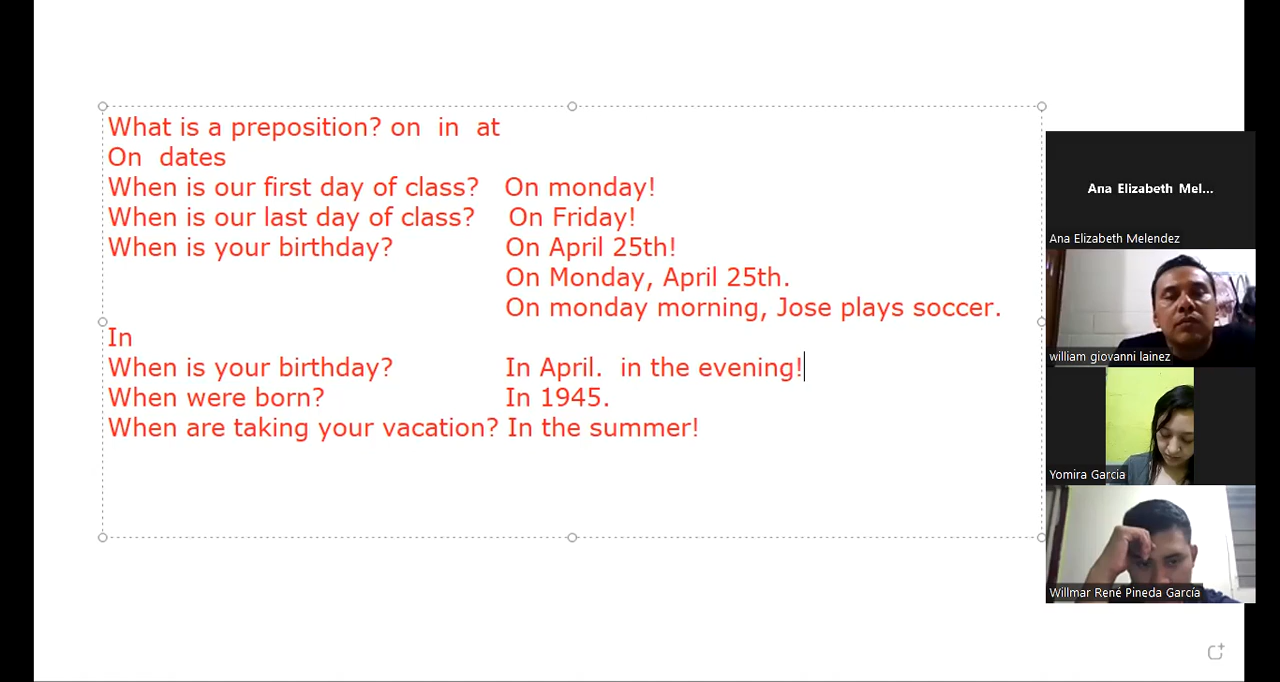 What is a preposition? on in at
On dates
When is our first day of class? On monday!
When is our last day of class? On Friday!
When is your birthday? On April 25th!
On Monday, April 25th.
On monday morning, Jose plays soccer.
In
When is your birthday? In April. in the evening!
When were born? In 1945.
When are taking your vacation? In the summer!
Ana Elizabeth Mel...
Ana Elizabeth Melendez
william giovanni lainez
Yomira Garcia
Willmar René Pineda García